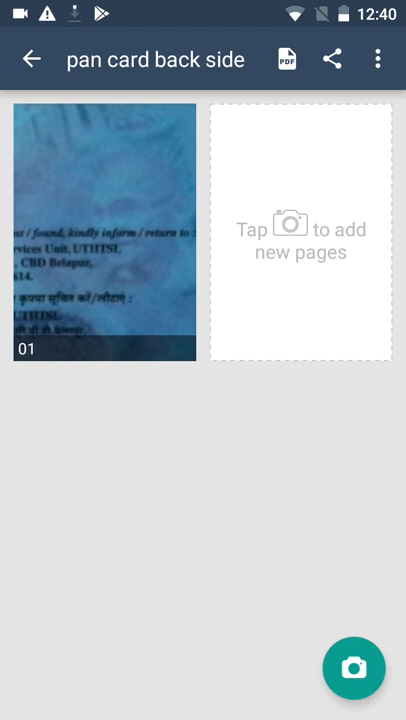 12:40
pan card back side
PDF
st / found, kindly inform / return to :
rvices Unit, UTIITSL
, CBD Belapur,
614.
कृपया सूचित करें/लौटाएं :
UTIITSL
सी बी डी बेलापुर,
01
Tap to add
new pages